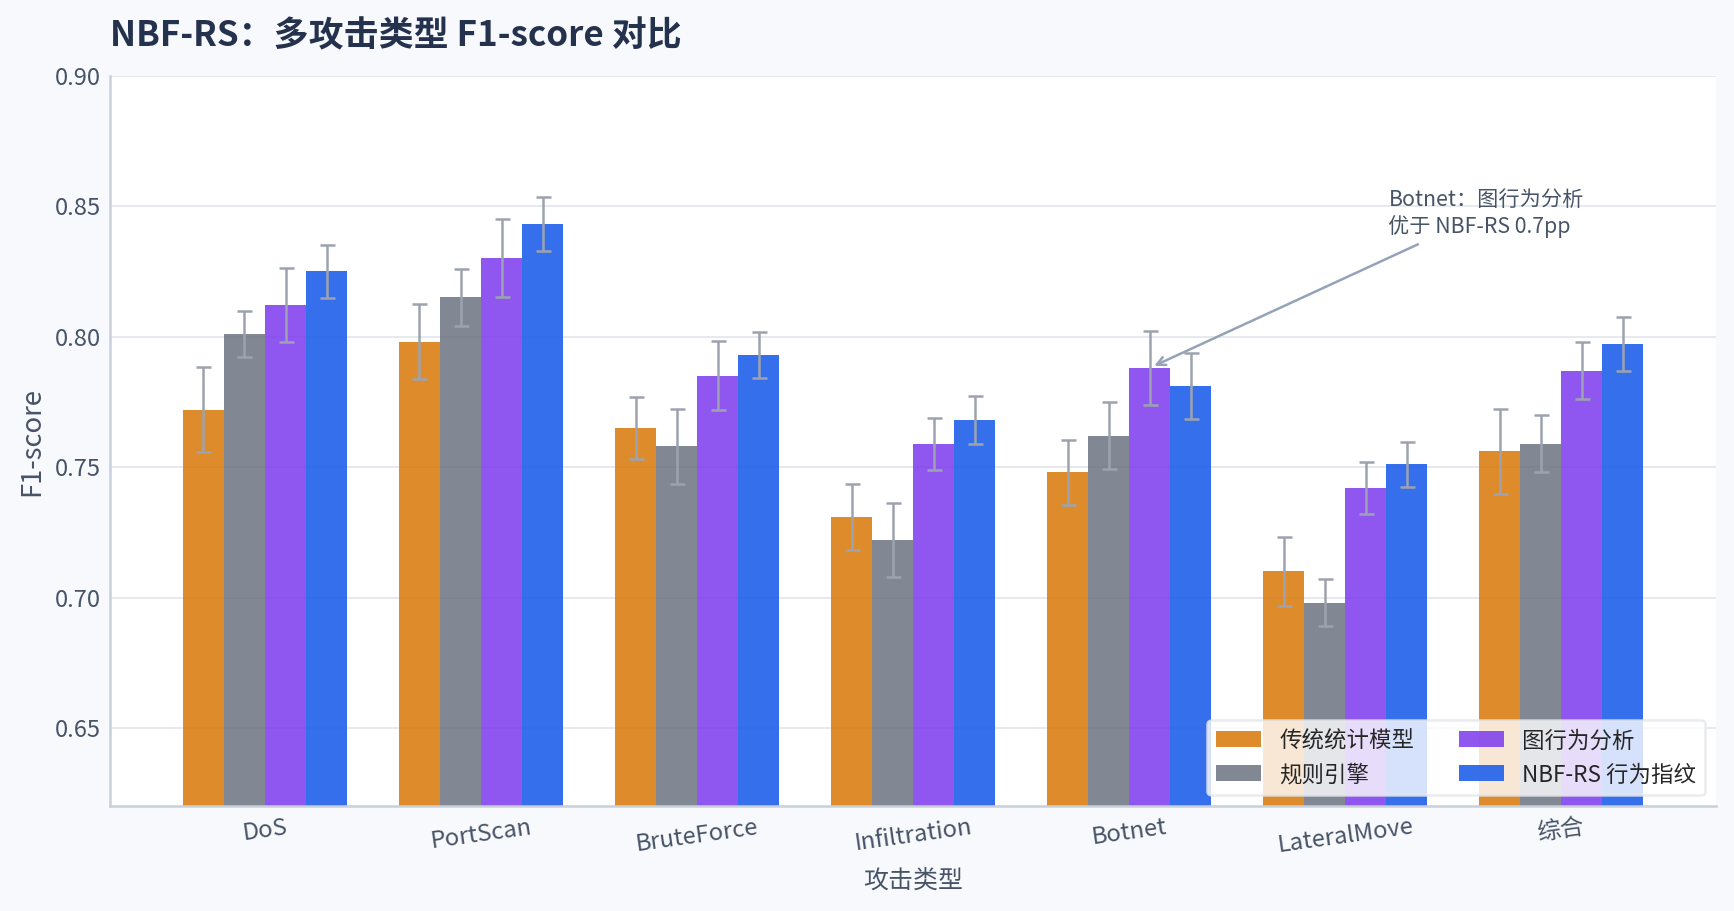 NBF-RS：多攻击类型 F1-score 对比
0.90
0.85
0.80
0.75
0.70
0.65
F1-score
Botnet：图行为分析
优于 NBF-RS 0.7pp
传统统计模型
规则引擎
图行为分析
NBF-RS 行为指纹
DoS
PortScan
BruteForce
Infiltration
Botnet
LateralMove
综合
攻击类型